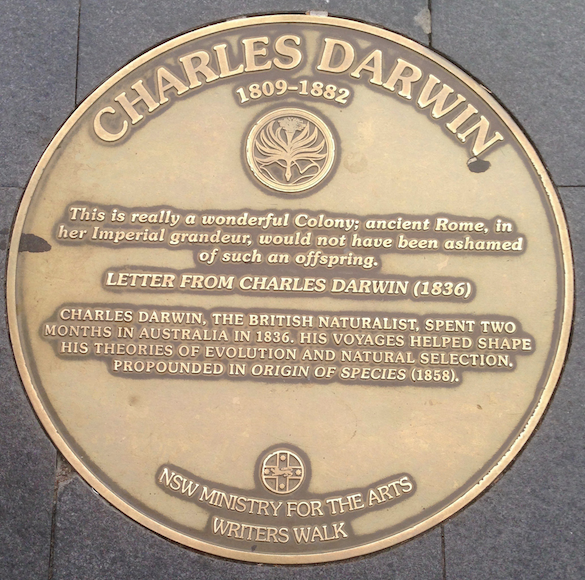 CHARLES DARWIN
1809–1882
This is really a wonderful Colony; ancient Rome, in
her Imperial grandeur, would not have been ashamed
of such an offspring.
LETTER FROM CHARLES DARWIN (1836)
CHARLES DARWIN, THE BRITISH NATURALIST, SPENT TWO
MONTHS IN AUSTRALIA IN 1836. HIS VOYAGES HELPED SHAPE
HIS THEORIES OF EVOLUTION AND NATURAL SELECTION,
PROPOUNDED IN ORIGIN OF SPECIES (1858).
NSW MINISTRY FOR THE ARTS
WRITERS WALK